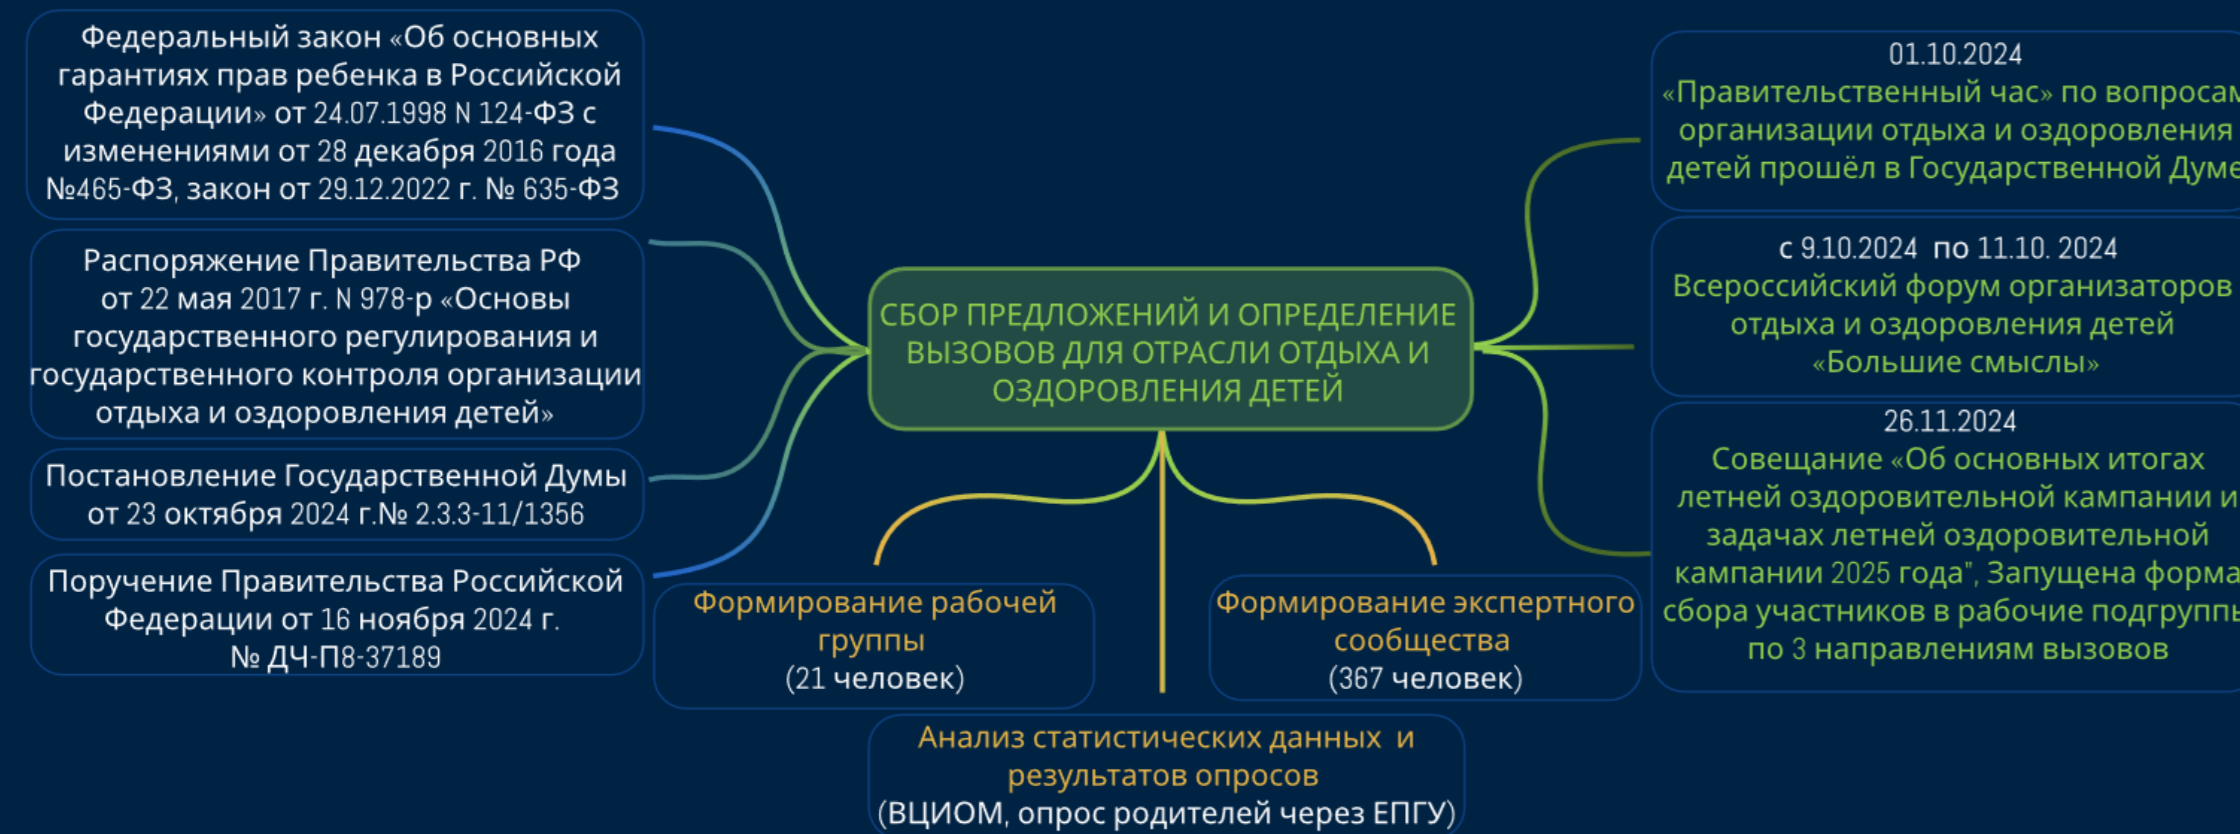 Федеральный закон «Об основных
гарантиях прав ребенка в Российской
Федерации» от 24.07.1998 N 124-ФЗ с
изменениями от 28 декабря 2016 года
№465-ФЗ, закон от 29.12.2022 г. № 635-ФЗ
Распоряжение Правительства РФ
от 22 мая 2017 г. N 978-р «Основы
государственного регулирования и
государственного контроля организации
отдыха и оздоровления детей»
Постановление Государственной Думы
от 23 октября 2024 г.№ 2.3.3-11/1356
Поручение Правительства Российской
Федерации от 16 ноября 2024 г.
№ ДЧ-П8-37189
СБОР ПРЕДЛОЖЕНИЙ И ОПРЕДЕЛЕНИЕ
ВЫЗОВОВ ДЛЯ ОТРАСЛИ ОТДЫХА И
ОЗДОРОВЛЕНИЯ ДЕТЕЙ
Формирование рабочей
группы
(21 человек)
Анализ статистических данных и
результатов опросов
(ВЦИОМ, опрос родителей через ЕПГУ)
Формирование экспертного
сообщества
(367 человек)
01.10.2024
«Правительственный час» по вопросам
организации отдыха и оздоровления
детей прошёл в Государственной Думе
с 9.10.2024 по 11.10. 2024
Всероссийский форум организаторов
отдыха и оздоровления детей
«Большие смыслы»
26.11.2024
Совещание «Об основных итогах
летней оздоровительной кампании и
задачах летней оздоровительной
кампании 2025 года", Запущена форма
сбора участников в рабочие подгруппы
по 3 направлениям вызовов